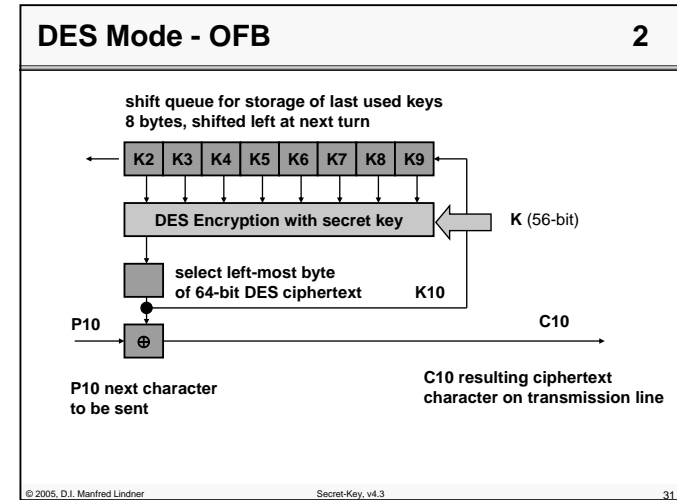 DES Mode - OFB 2
shift queue for storage of last used keys
8 bytes, shifted left at next turn
K2 K3 K4 K5 K6 K7 K8 K9
DES Encryption with secret key
K (56-bit)
select left-most byte
of 64-bit DES ciphertext
K10
P10
⊕
C10
P10 next character
to be sent
C10 resulting ciphertext
character on transmission line
© 2005, D.I. Manfred Lindner Secret-Key, v4.3 31